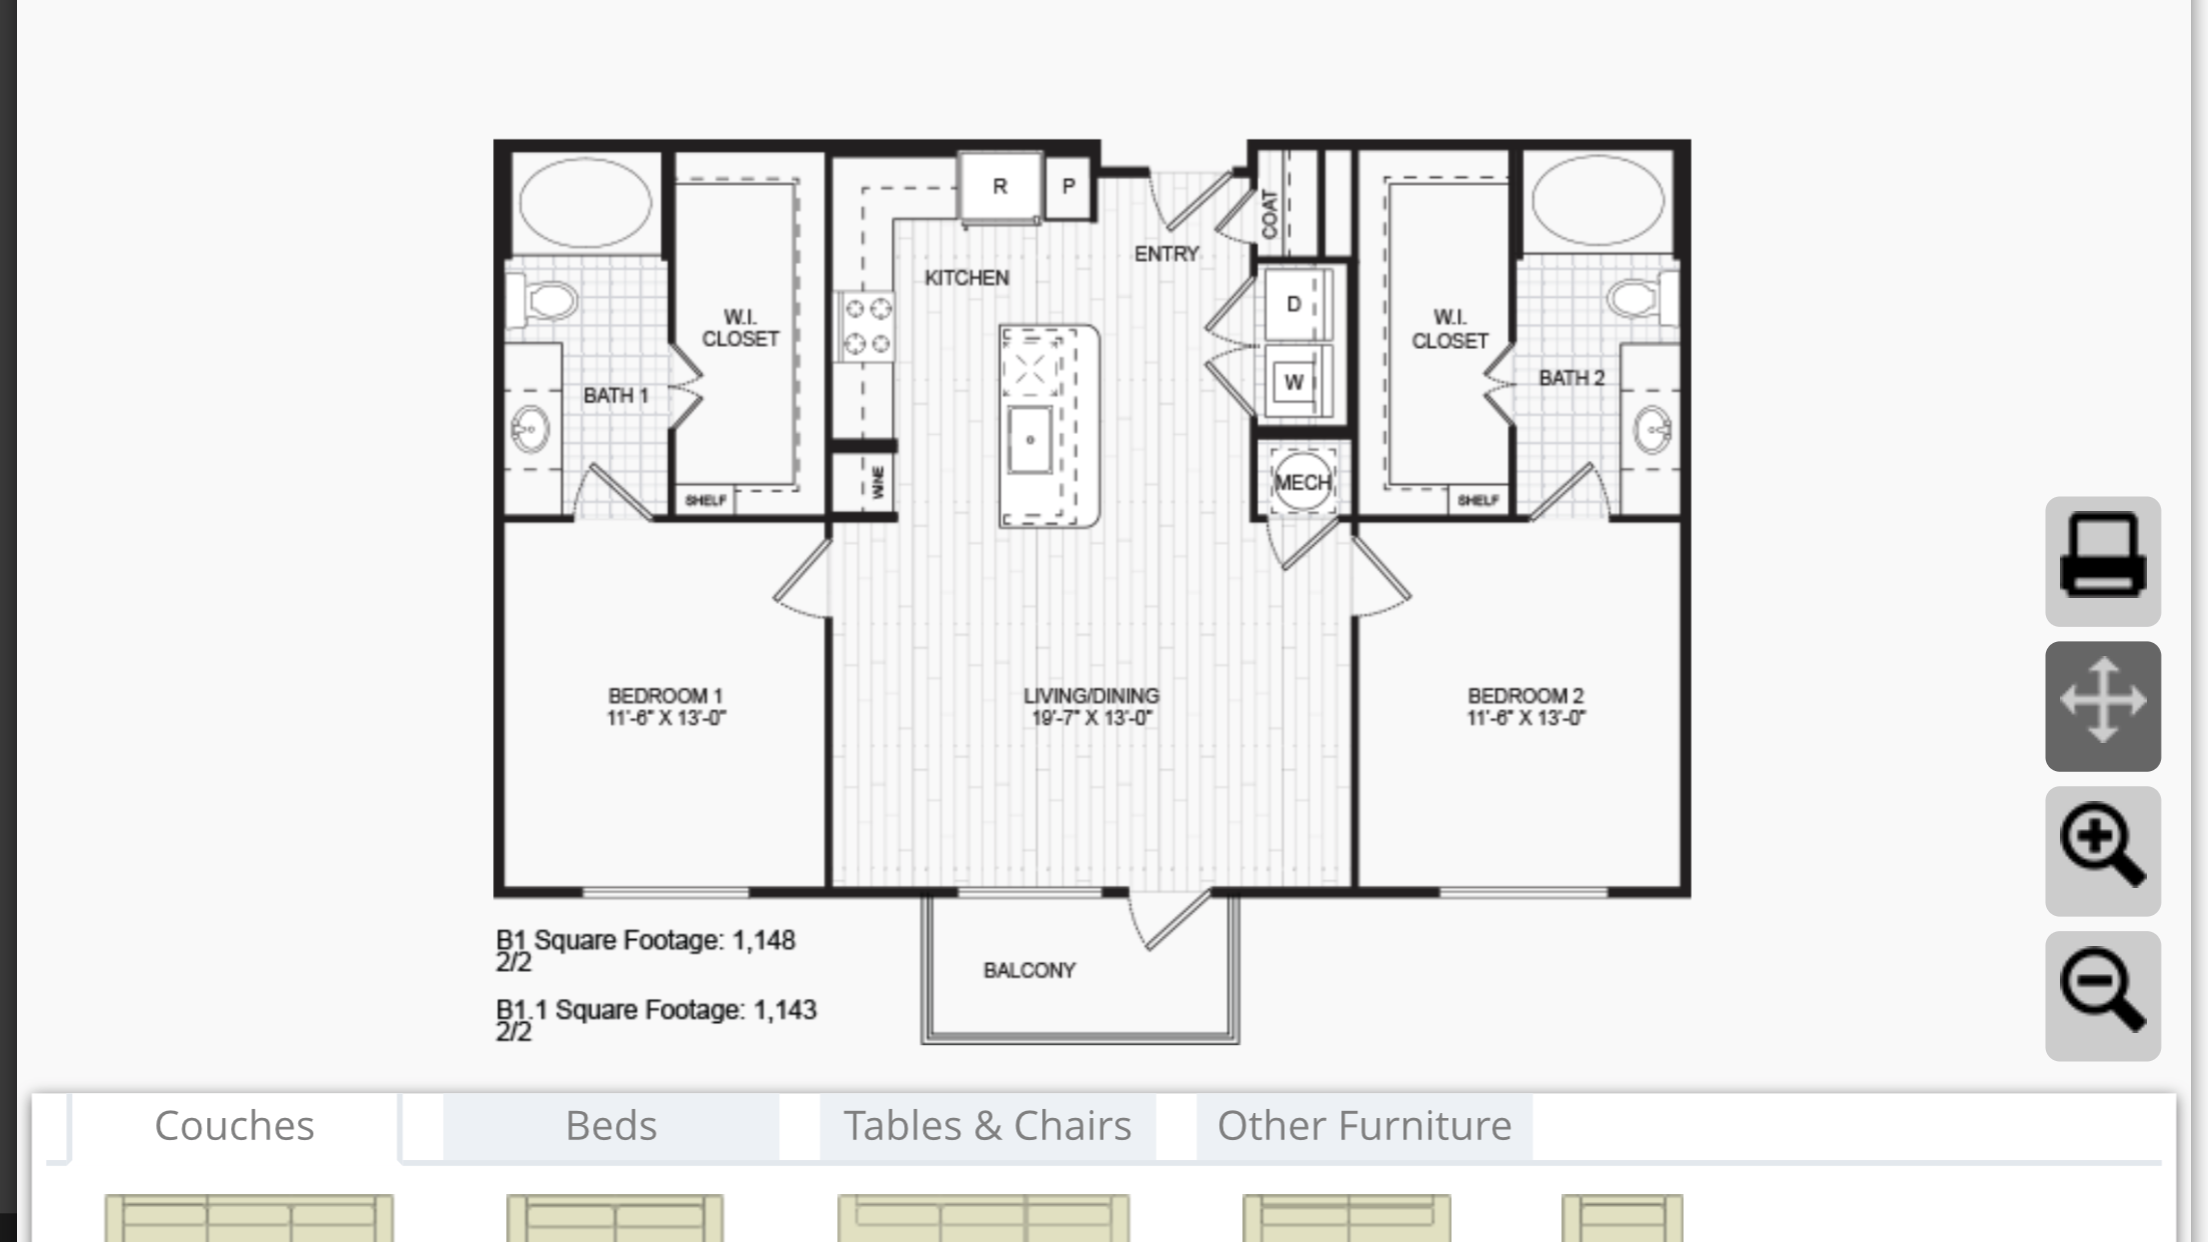 R
P
COAT
ENTRY
KITCHEN
D
W.I.
CLOSET
W.I.
CLOSET
W
BATH 1
BATH 2
WINE
MECH
SHELF
SHELF
BEDROOM 1
11'-6" X 13'-0"
LIVING/DINING
19'-7" X 13'-0"
BEDROOM 2
11'-6" X 13'-0"
B1 Square Footage: 1,148
2/2
BALCONY
B1.1 Square Footage: 1,143
2/2
Couches
Beds
Tables & Chairs
Other Furniture